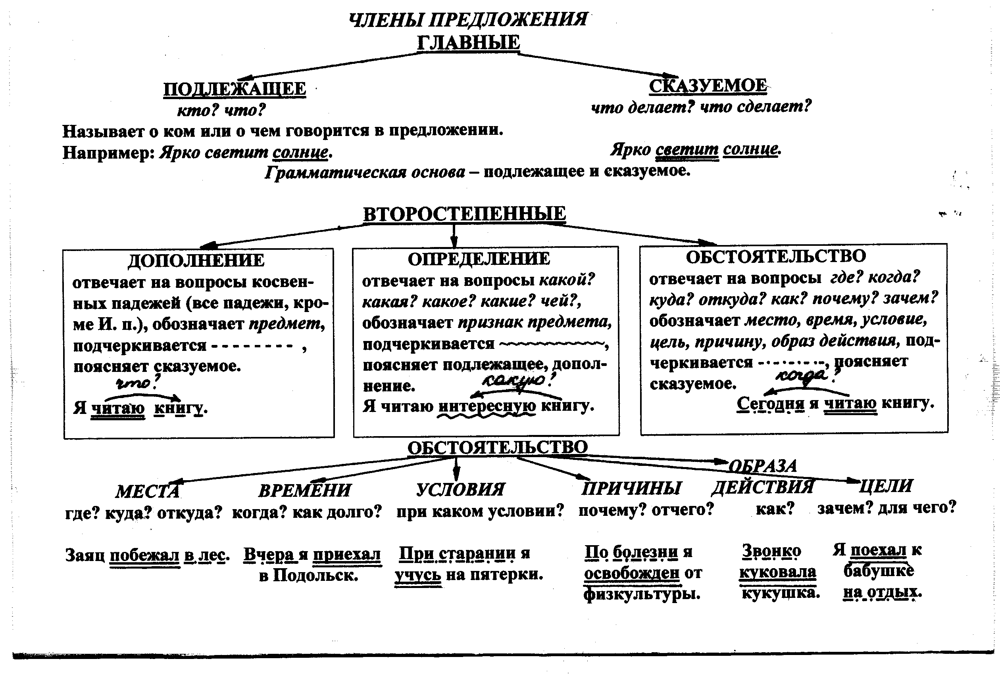 ЧЛЕНЫ ПРЕДЛОЖЕНИЯ
ГЛАВНЫЕ
ПОДЛЕЖАЩЕЕ
СКАЗУЕМОЕ
кто? что?
что делает? что сделает?
Называет о ком или о чем говорится в предложении.
Например: Ярко светит солнце.
Ярко светит солнце.
Грамматическая основа – подлежащее и сказуемое.
ВТОРОСТЕПЕННЫЕ
ДОПОЛНЕНИЕ
отвечает на вопросы косвен-
ных падежей (все падежи, кро-
ме И. п.), обозначает предмет,
подчеркивается - - - - - - - - ,
поясняет сказуемое.
что?
Я читаю книгу.
ОПРЕДЕЛЕНИЕ
отвечает на вопросы какой?
какая? какое? какие? чей?,
обозначает признак предмета,
подчеркивается ~~~~~~~~~~,
поясняет подлежащее, допол-
нение.
какую?
Я читаю интересную книгу.
ОБСТОЯТЕЛЬСТВО
отвечает на вопросы где? когда?
куда? откуда? как? почему? зачем?
обозначает место, время, условие,
цель, причину, образ действия, под-
черкивается -·-·-·-·-, поясняет
сказуемое.
когда?
Сегодня я читаю книгу.
ОБСТОЯТЕЛЬСТВО
МЕСТА
где? куда? откуда?
Заяц побежал в лес.
ВРЕМЕНИ
когда? как долго?
Вчера я приехал
в Подольск.
УСЛОВИЯ
при каком условии?
При старании я
учусь на пятерки.
ПРИЧИНЫ
почему? отчего?
По болезни я
освобожден от
физкультуры.
ОБРАЗА
ДЕЙСТВИЯ
как?
Звонко
куковала
кукушка.
ЦЕЛИ
зачем? для чего?
Я поехал к
бабушке
на отдых.